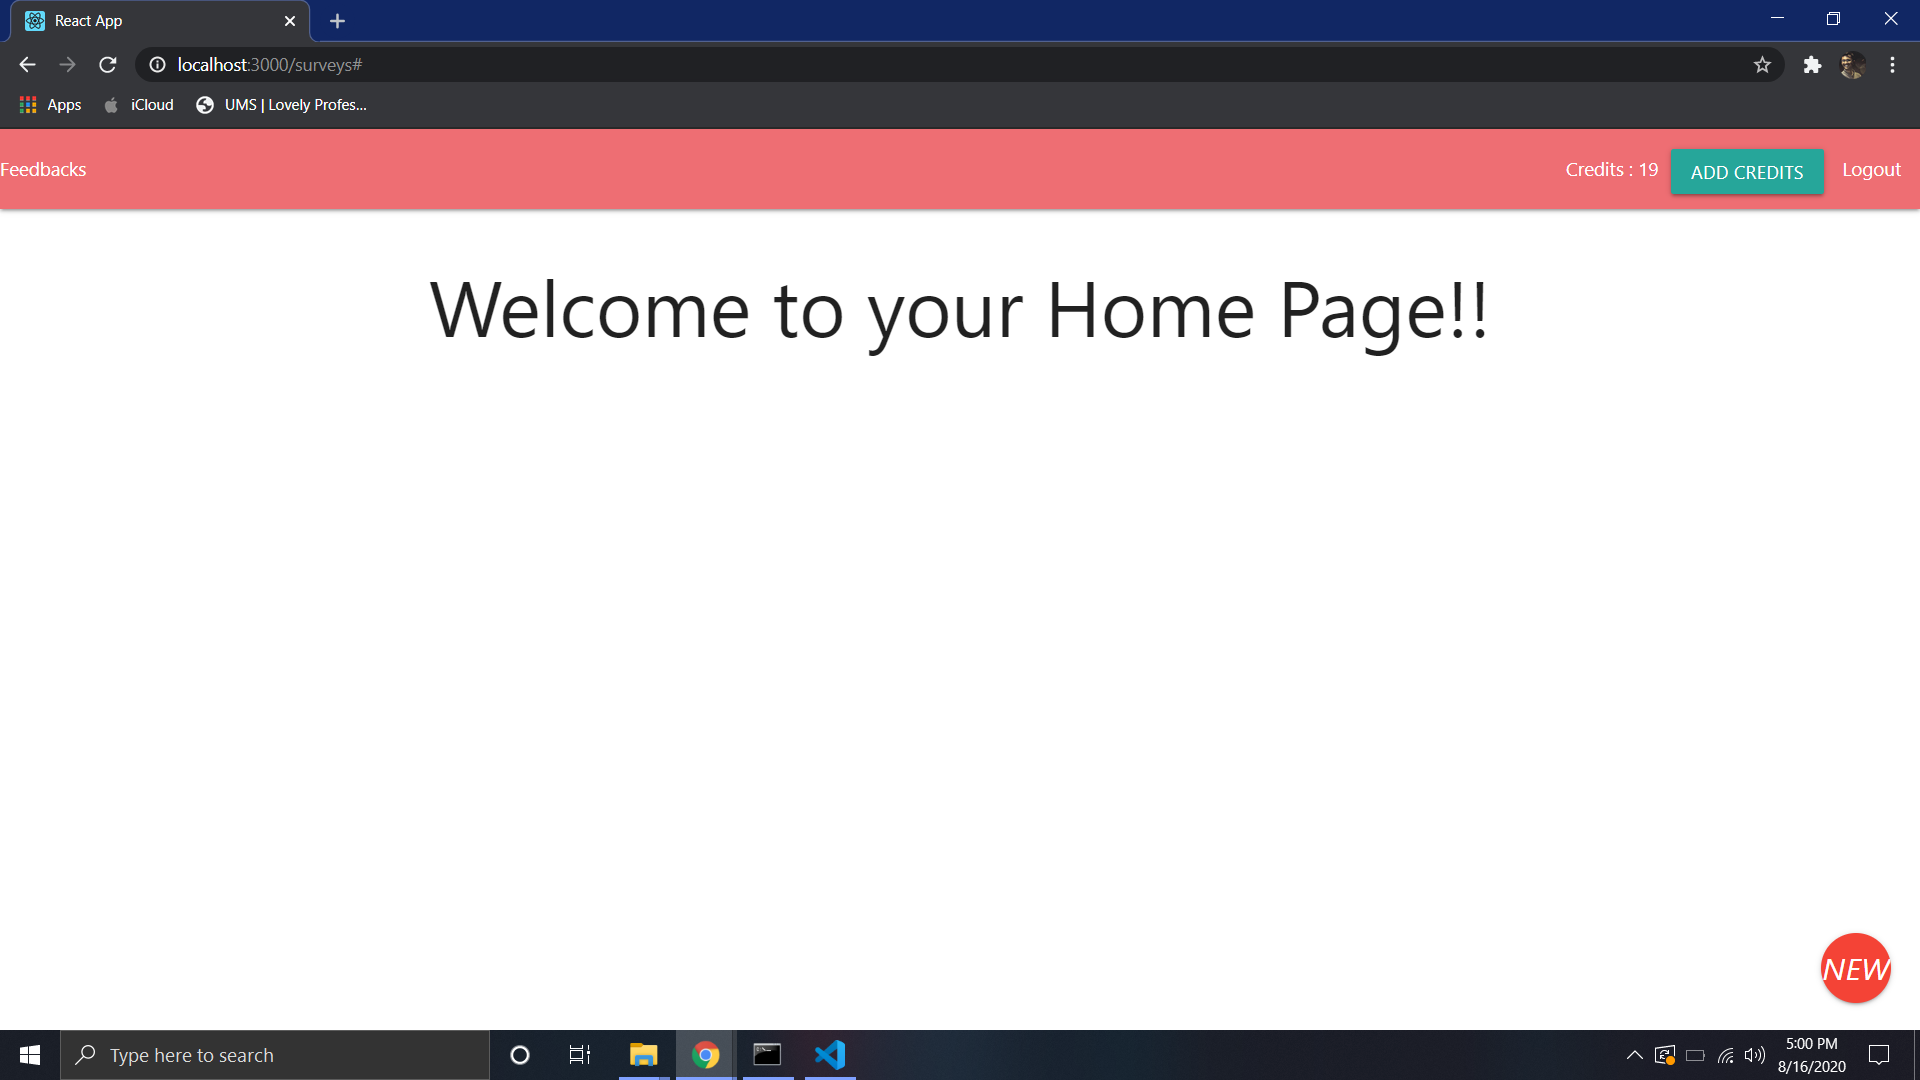 React App
localhost:3000/surveys#
Apps
iCloud
UMS | Lovely Profes...
Feedbacks
Credits : 19
ADD CREDITS
Logout
Welcome to your Home Page!!
NEW
Type here to search
5:00 PM
8/16/2020